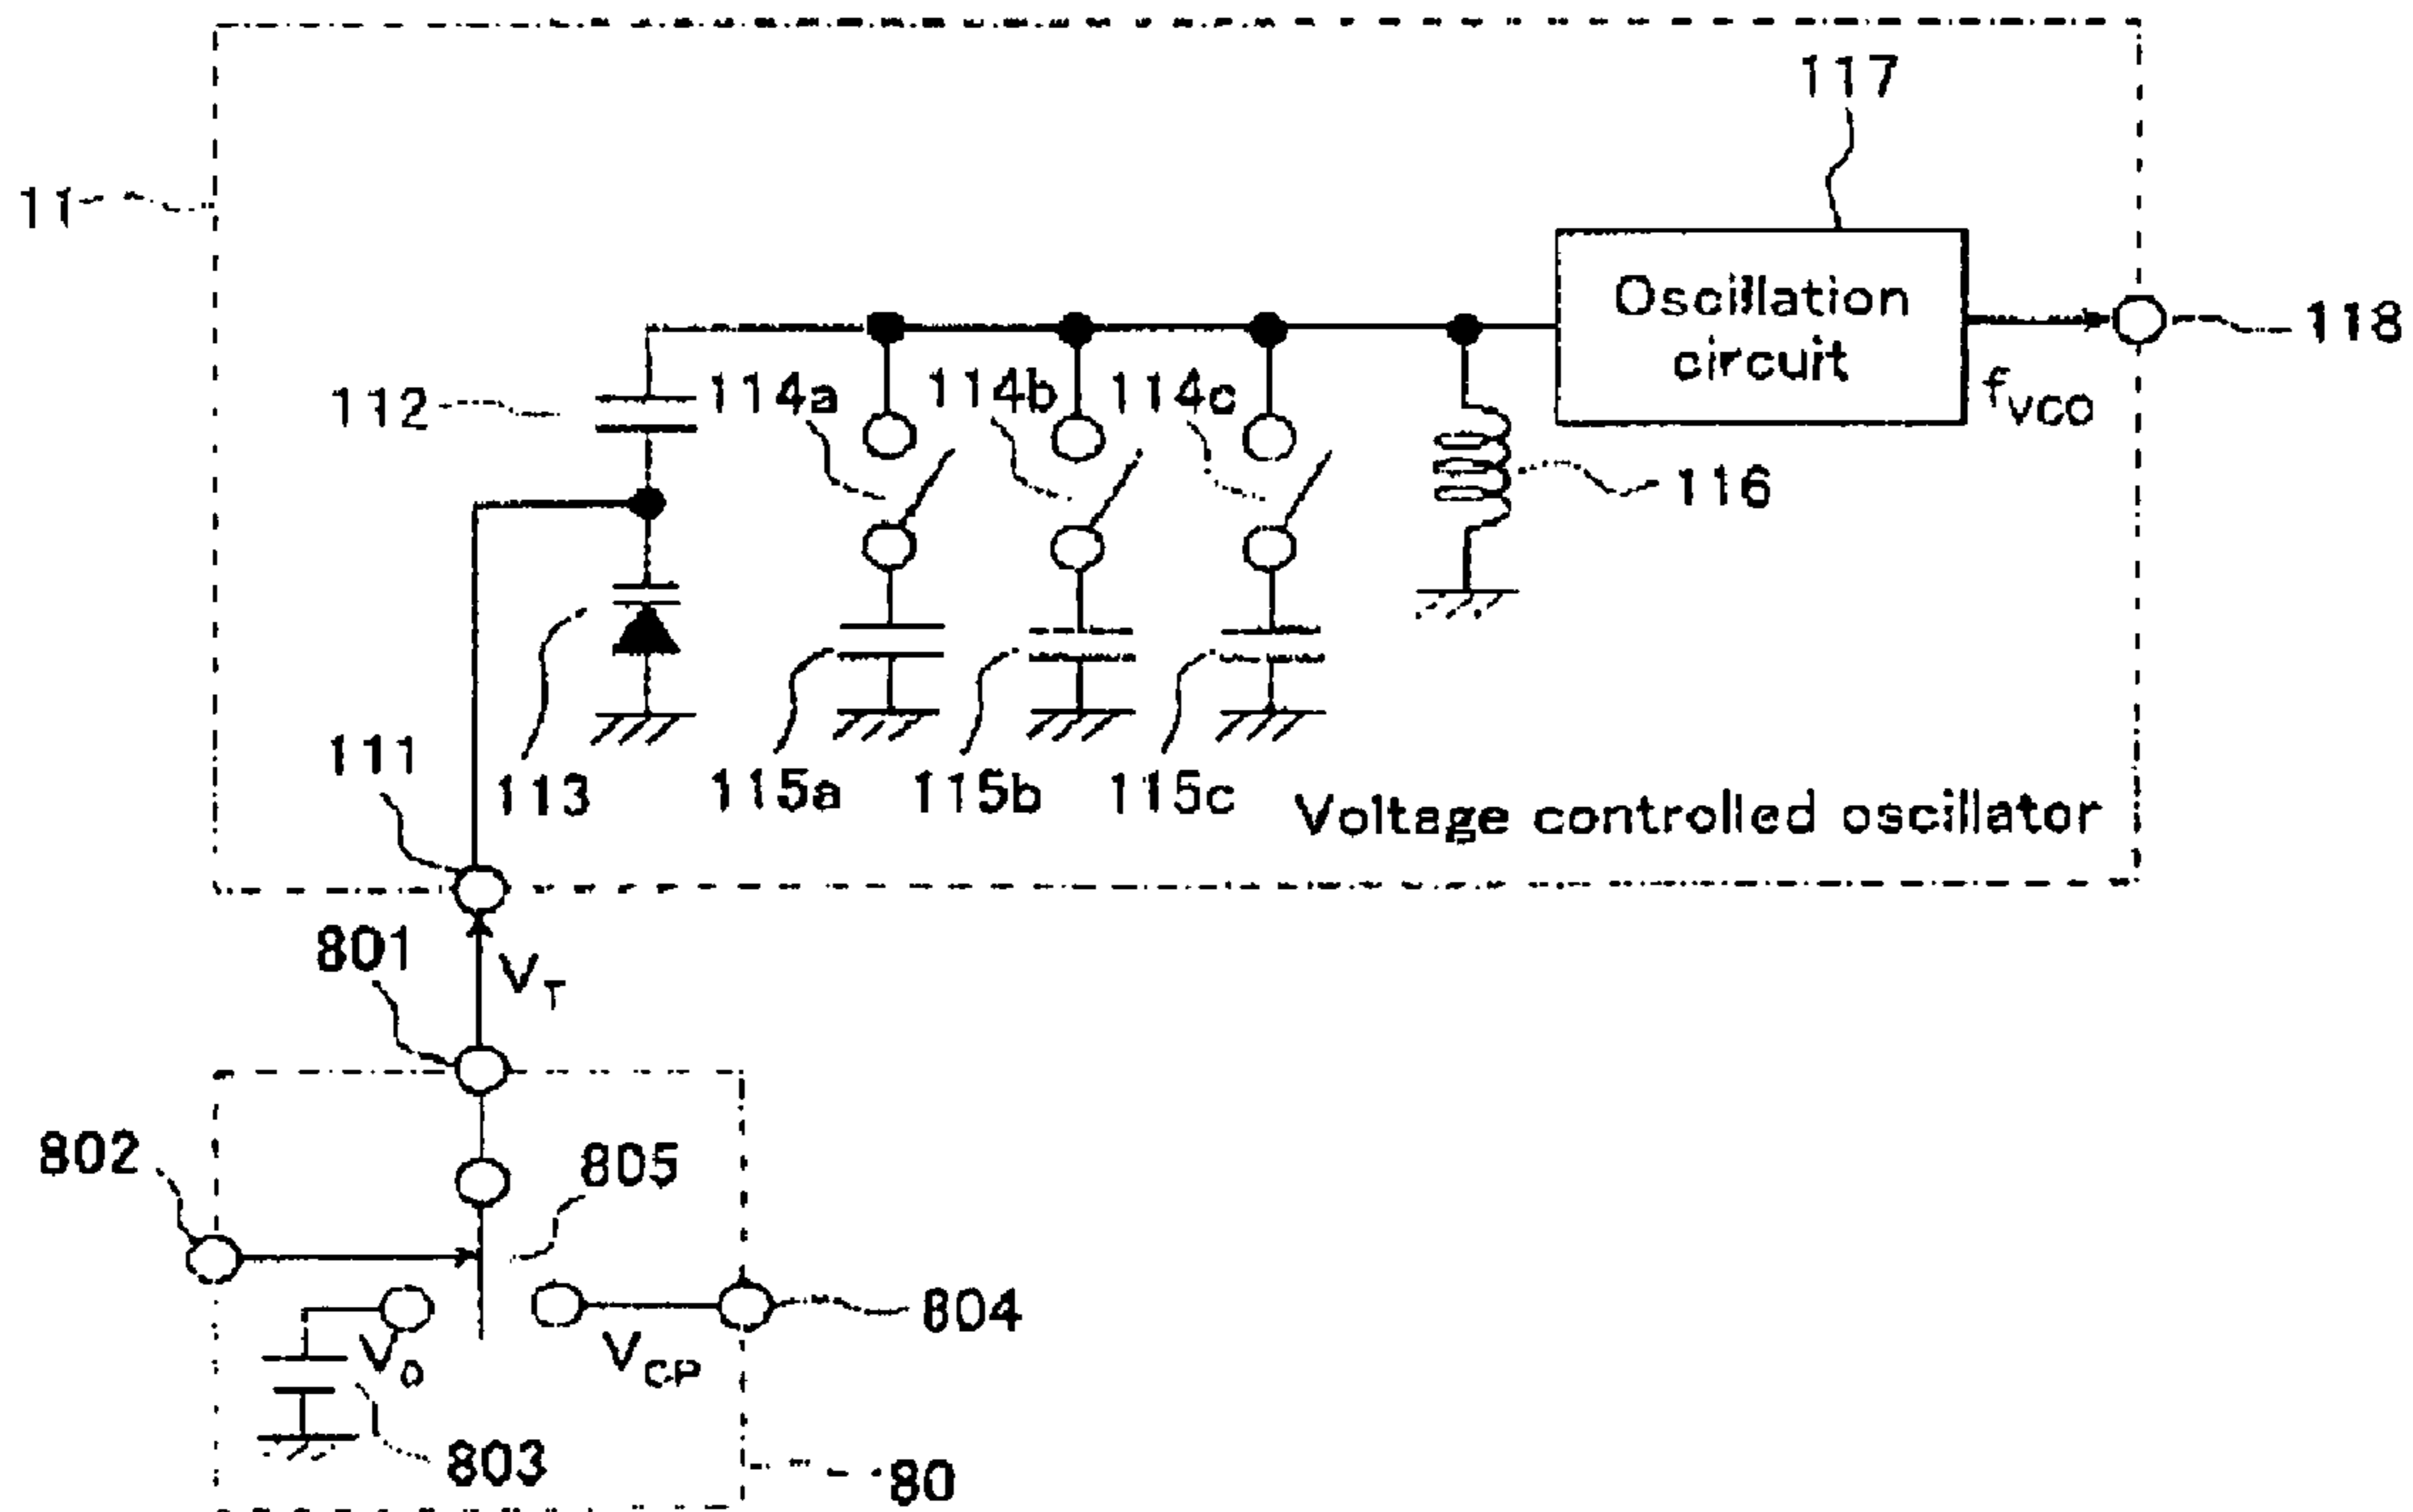 117
11
Oscillation
circuit
118
fVCO
112
114a
114b
114c
116
111
113
115a
115b
115c
Voltage controlled oscillator
801
VT
802
805
804
V0
VCP
803
80